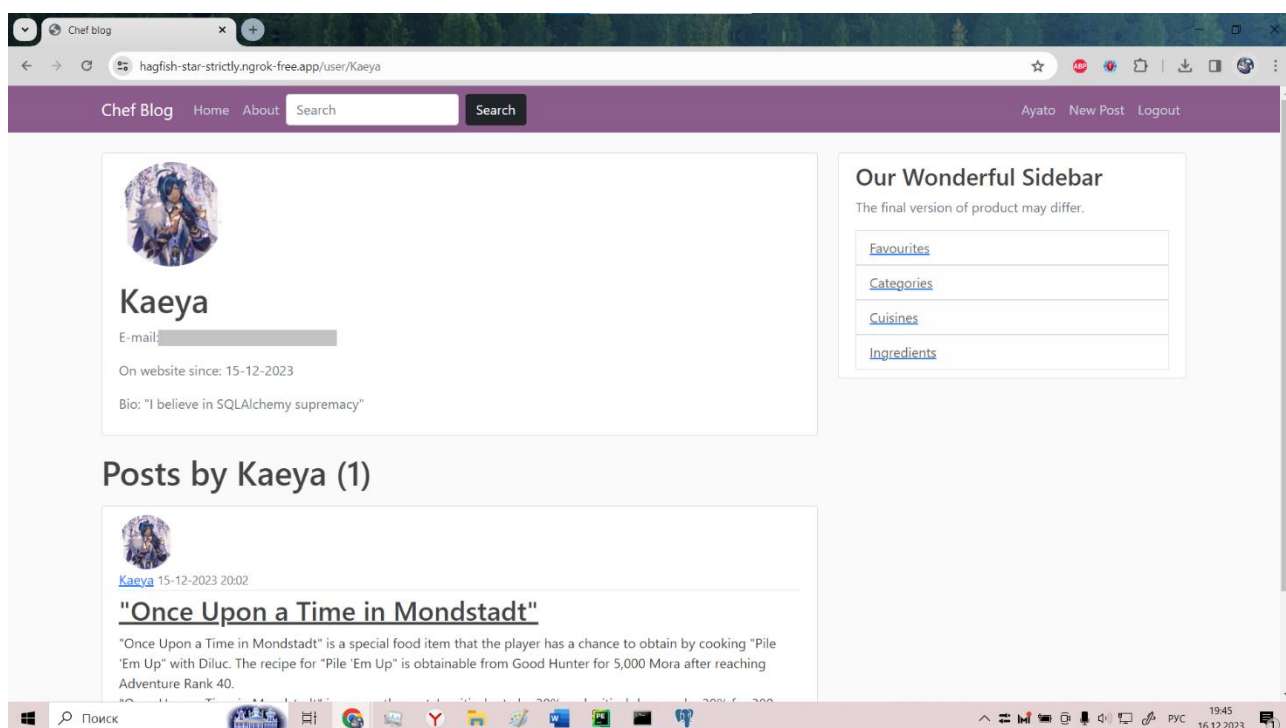 Chef blog
hagfish-star-strictly.ngrok-free.app/user/Kaeya
ABP
Chef Blog Home About Search Search Ayato New Post Logout
Kaeya
E-mail:
On website since: 15-12-2023
Bio: "I believe in SQLAlchemy supremacy"
Our Wonderful Sidebar
The final version of product may differ.
Favourites
Categories
Cuisines
Ingredients
Posts by Kaeya (1)
Kaeya 15-12-2023 20:02
"Once Upon a Time in Mondstadt"
"Once Upon a Time in Mondstadt" is a special food item that the player has a chance to obtain by cooking "Pile
'Em Up" with Diluc. The recipe for "Pile 'Em Up" is obtainable from Good Hunter for 5,000 Mora after reaching
Adventure Rank 40.
Поиск
РУС
19:45
16.12.2023